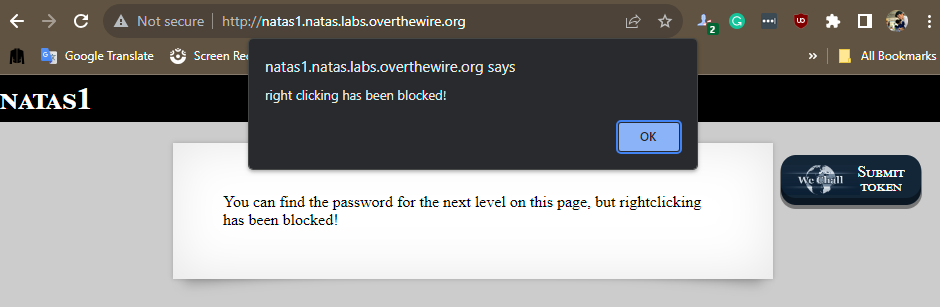 Not secure | http://natas1.natas.labs.overthewire.org
2
UD
Google Translate Screen Rec » All Bookmarks
natas1.natas.labs.overthewire.org says
right clicking has been blocked!
OK
NATAS1
You can find the password for the next level on this page, but rightclicking
has been blocked!
We Chall
SUBMIT
TOKEN